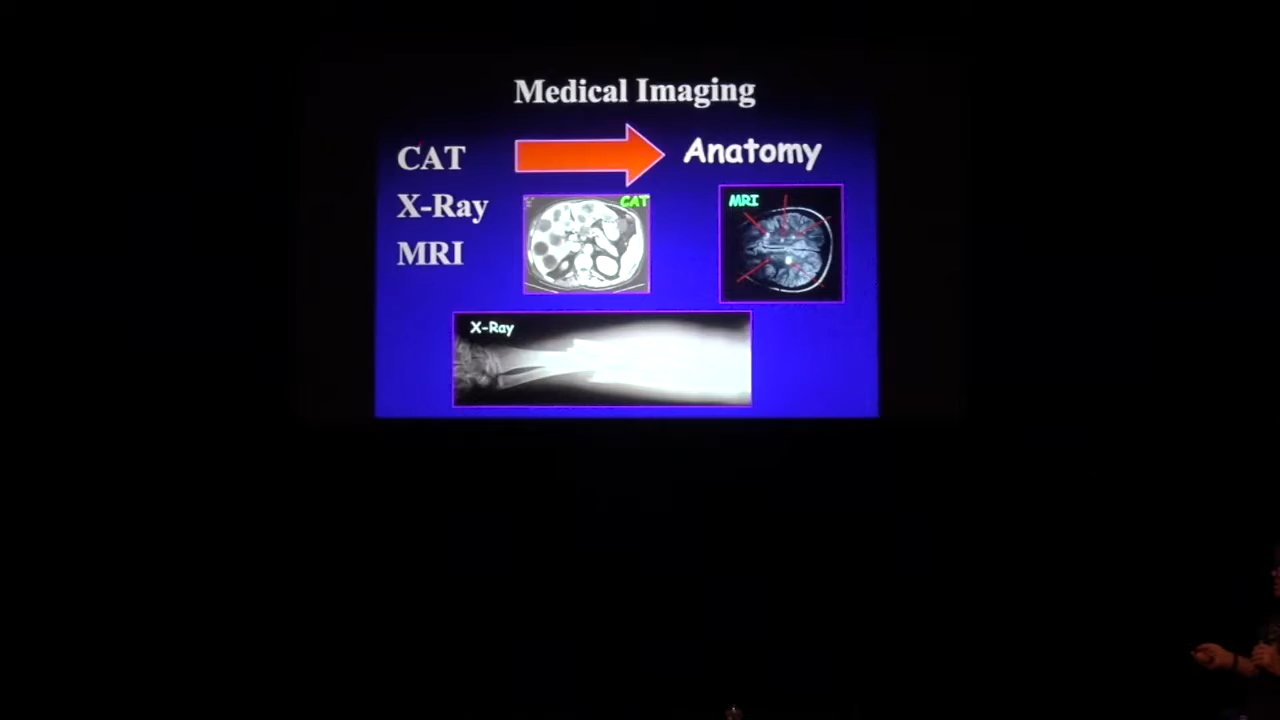 Medical Imaging
CAT
Anatomy
X-Ray
MRI
CAT
MRI
X-Ray